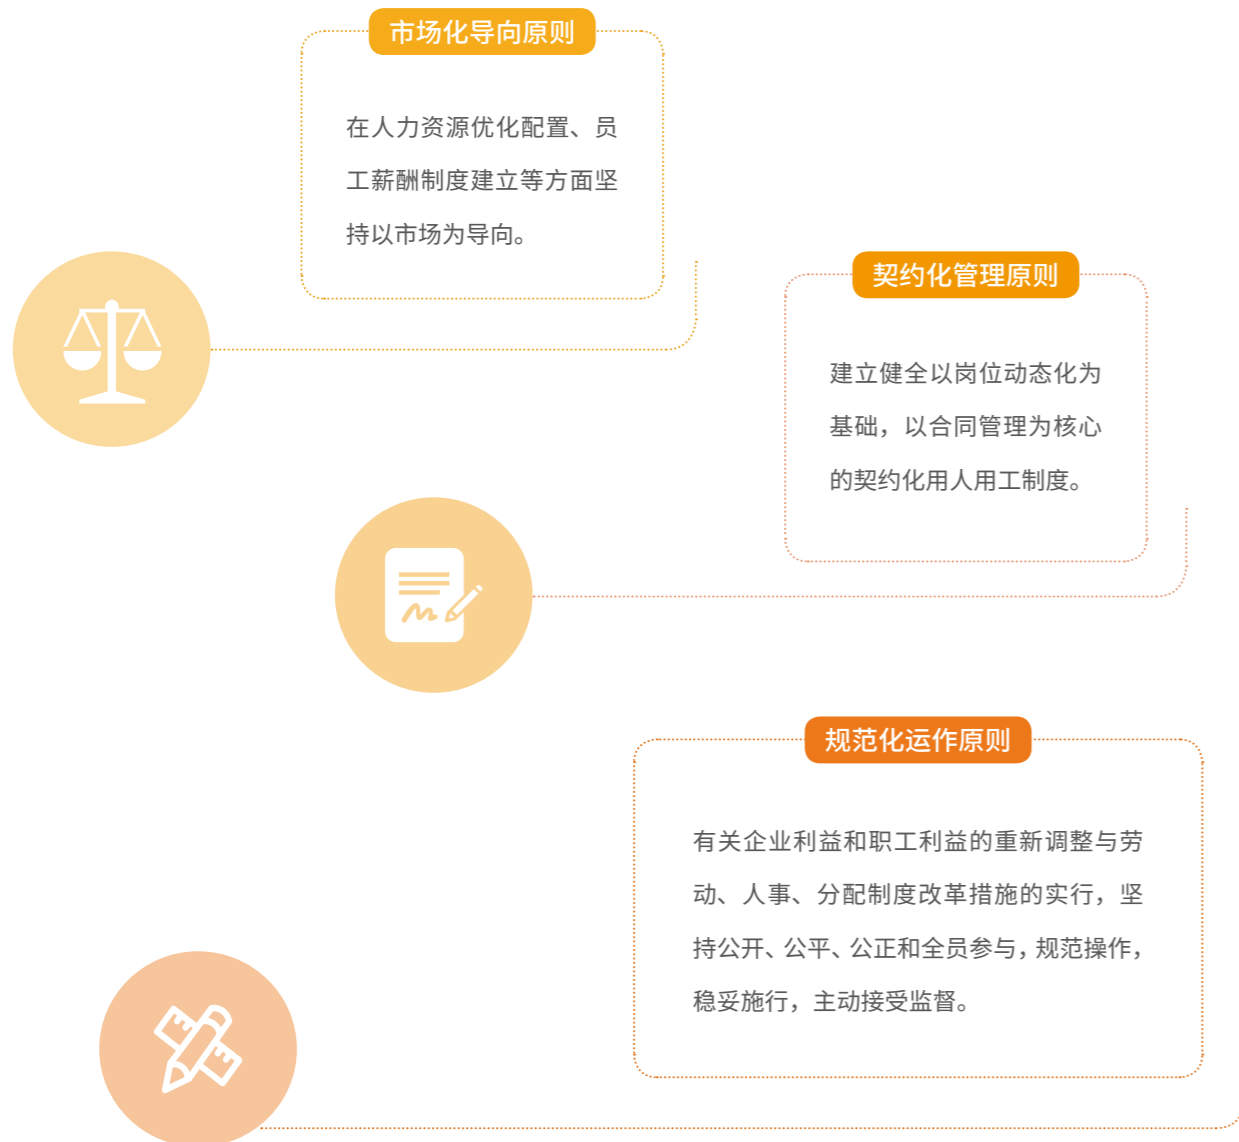 市场化导向原则
在人力资源优化配置、员
工薪酬制度建立等方面坚
持以市场为导向。
契约化管理原则
建立健全以岗位动态化为
基础，以合同管理为核心
的契约化用人用工制度。
规范化运作原则
有关企业利益和职工利益的重新调整与劳
动、人事、分配制度改革措施的实行，坚
持公开、公平、公正和全员参与，规范操作，
稳妥施行，主动接受监督。